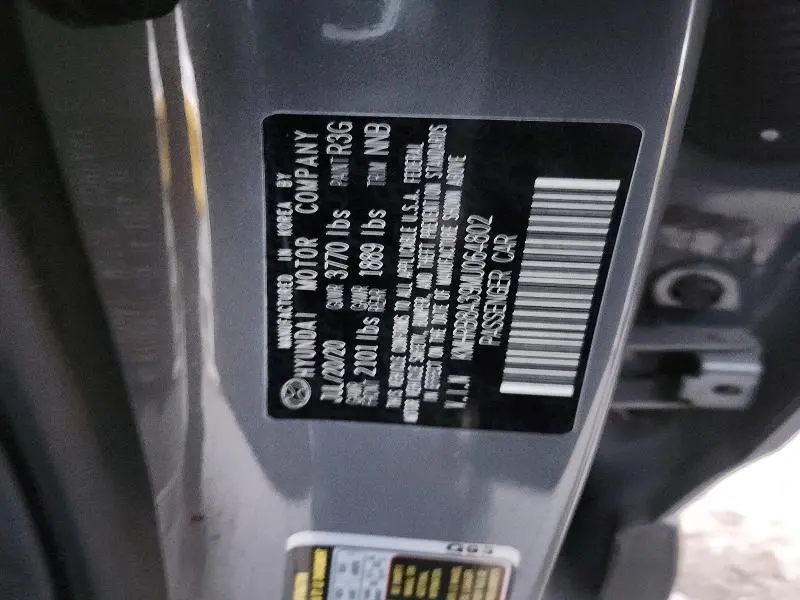 MANUFACTURED IN KOREA BY
HYUNDAI MOTOR COMPANY
JUL/20/20 GVWR 3770 lbs PAINT R3G
GAWR FRNT 2101 lbs GAWR REAR 1889 lbs TRIM NNB
THIS VEHICLE CONFORMS TO ALL APPLICABLE U.S.A. FEDERAL
MOTOR VEHICLE SAFETY, BUMPER, AND THEFT PREVENTION STANDARDS
IN EFFECT ON THE DATE OF MANUFACTURE SHOWN ABOVE
V.I.N KMHRB8A39MU064802
PASSENGER CAR